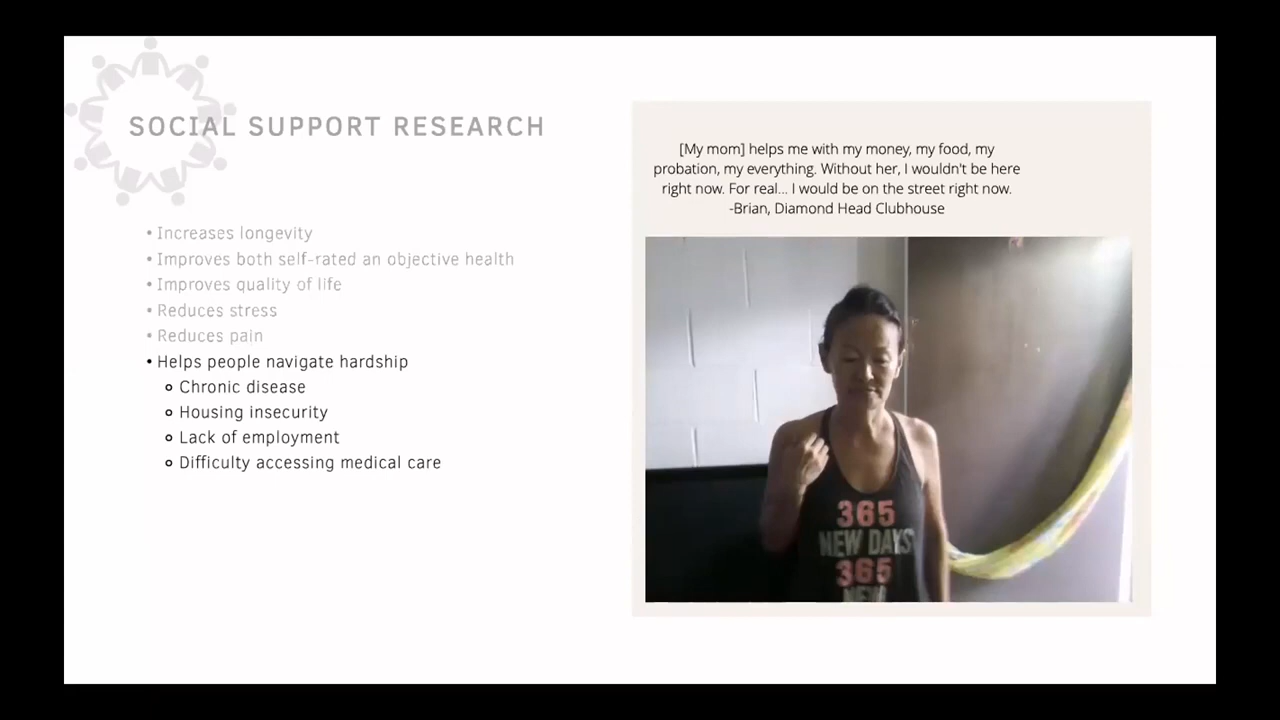 SOCIAL SUPPORT RESEARCH
• Increases longevity
• Improves both self-rated an objective health
• Improves quality of life
• Reduces stress
• Reduces pain
• Helps people navigate hardship
Chronic disease
Housing insecurity
Lack of employment
Difficulty accessing medical care
[My mom] helps me with my money, my food, my
probation, my everything. Without her, I wouldn't be here
right now. For real... I would be on the street right now.
-Brian, Diamond Head Clubhouse
365
NEW DAYS
365
NEW